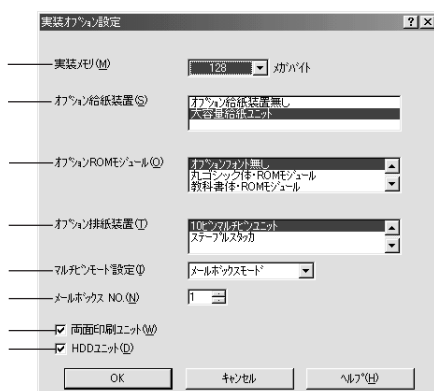 実装ｵﾌﾟｼｮﾝ設定
実装ﾒﾓﾘ(M) 128 ﾒｶﾞﾊﾞｲﾄ
ｵﾌﾟｼｮﾝ給紙装置(S) ｵﾌﾟｼｮﾝ給紙装置無し
大容量給紙ﾕﾆｯﾄ
ｵﾌﾟｼｮﾝROMﾓｼﾞｭｰﾙ(O) ｵﾌﾟｼｮﾝﾌｫﾝﾄ無し
丸ｺﾞｼｯｸ体･ROMﾓｼﾞｭｰﾙ
教科書体･ROMﾓｼﾞｭｰﾙ
ｵﾌﾟｼｮﾝ排紙装置(T) 10ﾋﾞﾝﾏﾙﾁﾋﾞﾝﾕﾆｯﾄ
ｽﾃｰﾌﾟﾙｽﾀｯｶ
ﾏﾙﾁﾋﾞﾝﾓｰﾄﾞ設定(I) ﾒｰﾙﾎﾞｯｸｽﾓｰﾄﾞ
ﾒｰﾙﾎﾞｯｸｽ NO.(N) 1
両面印刷ﾕﾆｯﾄ(W)
HDDﾕﾆｯﾄ(D)
OK ｷｬﾝｾﾙ ﾍﾙﾌﾟ(H)